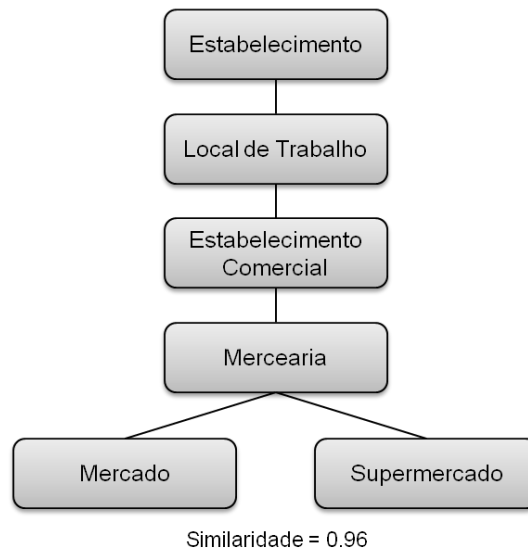 Estabelecimento
Local de Trabalho
Estabelecimento
Comercial
Mercearia
Mercado
Supermercado
Similaridade = 0.96